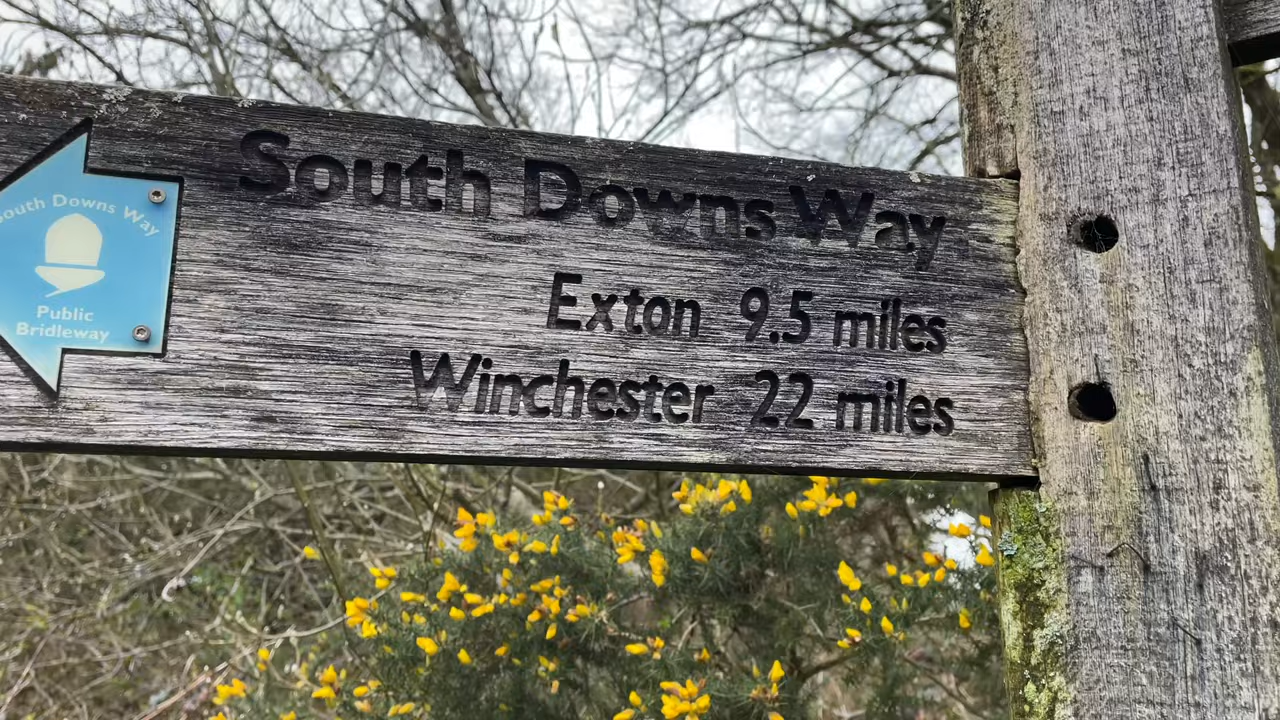 South Downs Way
Exton 9.5 miles
Winchester 22 miles
South Downs Way
Public
Bridleway